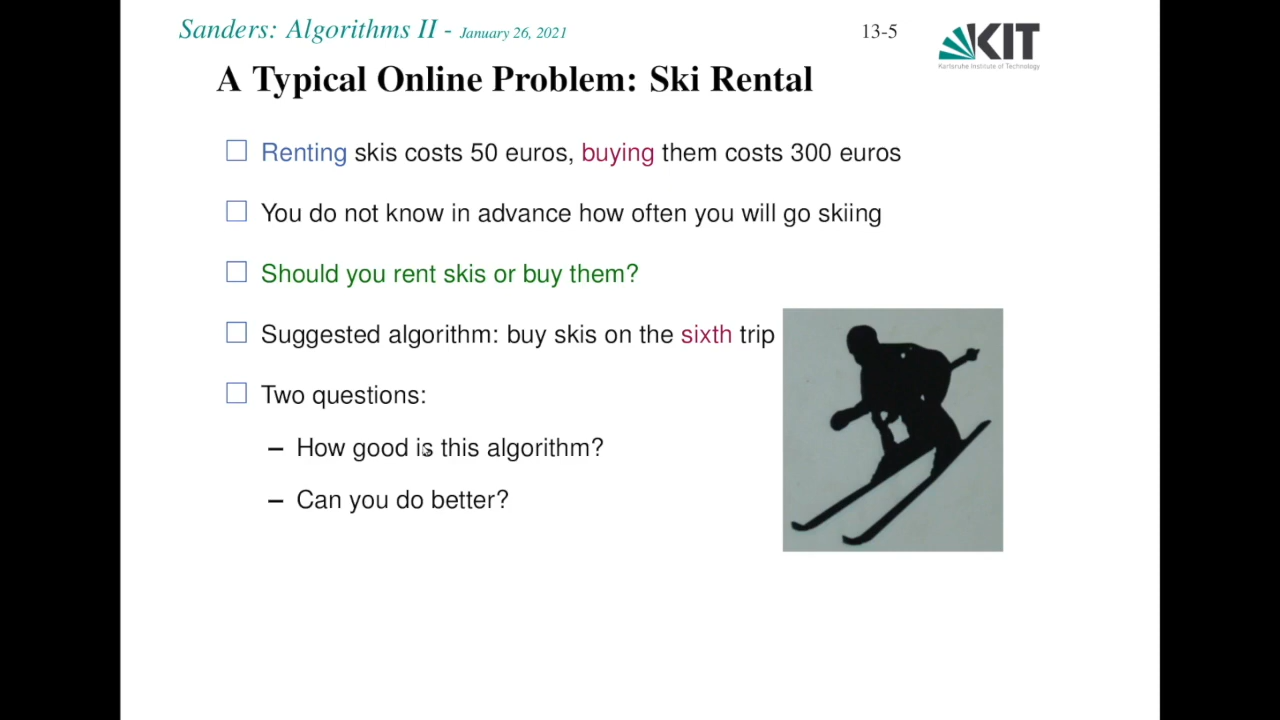 Sanders: Algorithms II - January 26, 2021
13-5
KIT
Karlsruhe Institute of Technology
A Typical Online Problem: Ski Rental
Renting skis costs 50 euros, buying them costs 300 euros
You do not know in advance how often you will go skiing
Should you rent skis or buy them?
Suggested algorithm: buy skis on the sixth trip
Two questions:
– How good is this algorithm?
– Can you do better?